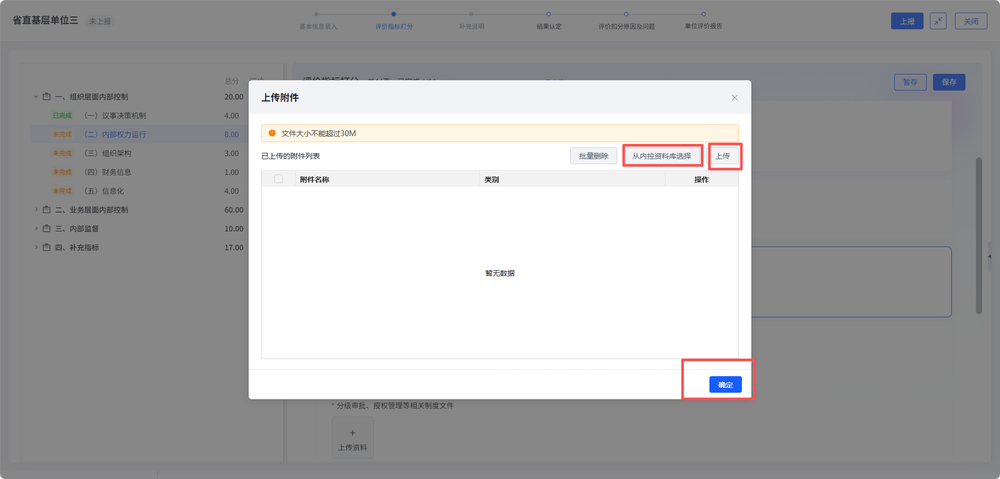 省直基层单位三 未上报
基本信息录入 评价指标打分 补充说明 结果认定 评价扣分原因及问题 单位评价报告
上报 关闭
总分 评价
一、组织层面内部控制 20.00
已完成 （一）议事决策机制 4.00
未完成 （二）内部权力运行 8.00
未完成 （三）组织架构 3.00
未完成 （四）财务信息 1.00
未完成 （五）信息化 4.00
二、业务层面内部控制 60.00
三、内部监督 10.00
四、补充指标 17.00
评价指标打分
暂存 保存
上传附件
文件大小不能超过30M
已上传的附件列表 批量删除 从内控资料库选择 上传
附件名称 类别 操作
暂无数据
确定
* 分级审批、授权管理等相关制度文件
+
上传资料